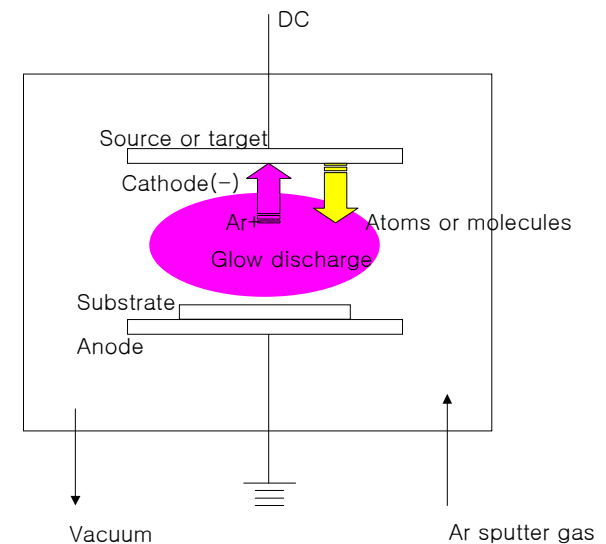 DC
Source or target
Cathode(-)
Ar+
Atoms or molecules
Glow discharge
Substrate
Anode
Vacuum
Ar sputter gas